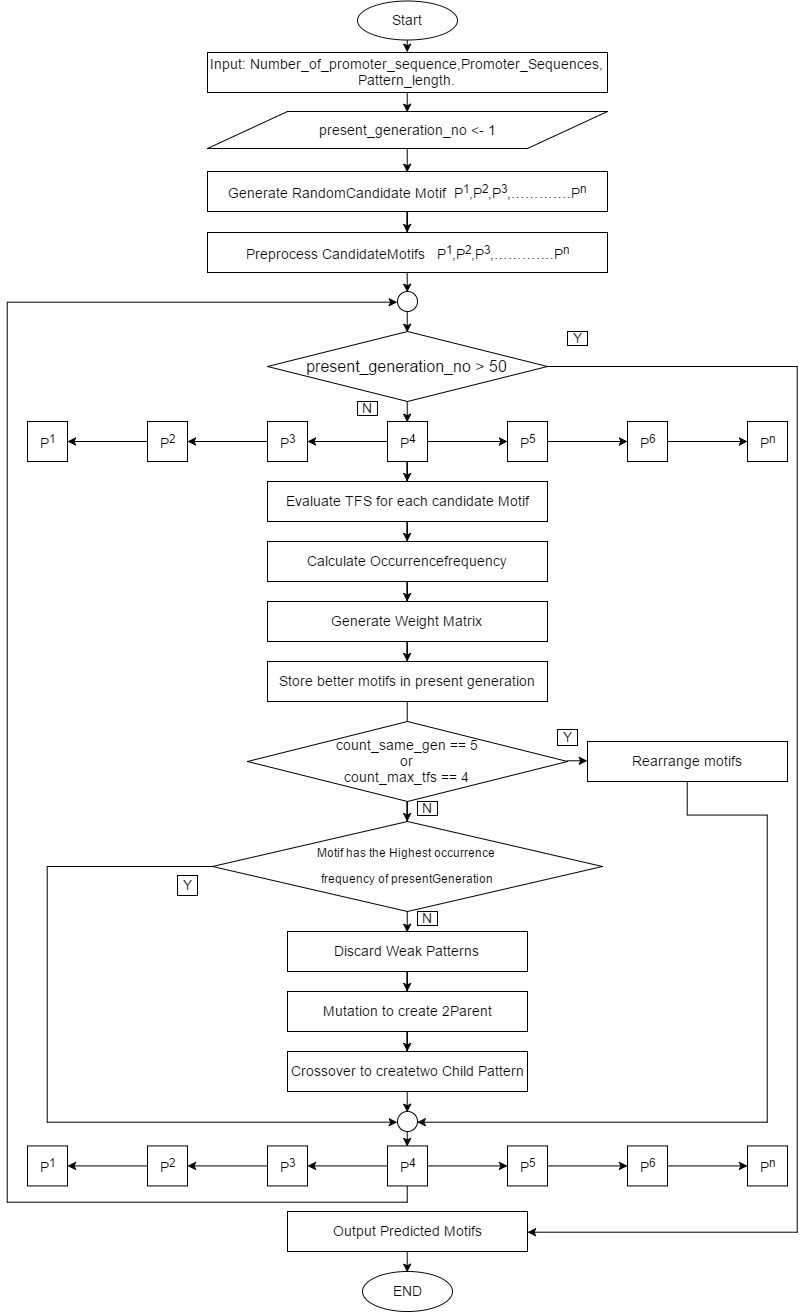 Start
Input: Number_of_promoter_sequence,Promoter_Sequences,
Pattern_length.
present_generation_no <- 1
Generate RandomCandidate Motif P1,P2,P3,………….Pn
Preprocess CandidateMotifs P1,P2,P3,………….Pn
Y
present_generation_no > 50
N
P1 P2 P3 P4 P5 P6 Pn
Evaluate TFS for each candidate Motif
Calculate Occurrencefrequency
Generate Weight Matrix
Store better motifs in present generation
Y
count_same_gen == 5
or
count_max_tfs == 4
Rearrange motifs
N
Motif has the Highest occurrence
frequency of presentGeneration
Y
N
Discard Weak Patterns
Mutation to create 2Parent
Crossover to createtwo Child Pattern
P1 P2 P3 P4 P5 P6 Pn
Output Predicted Motifs
END